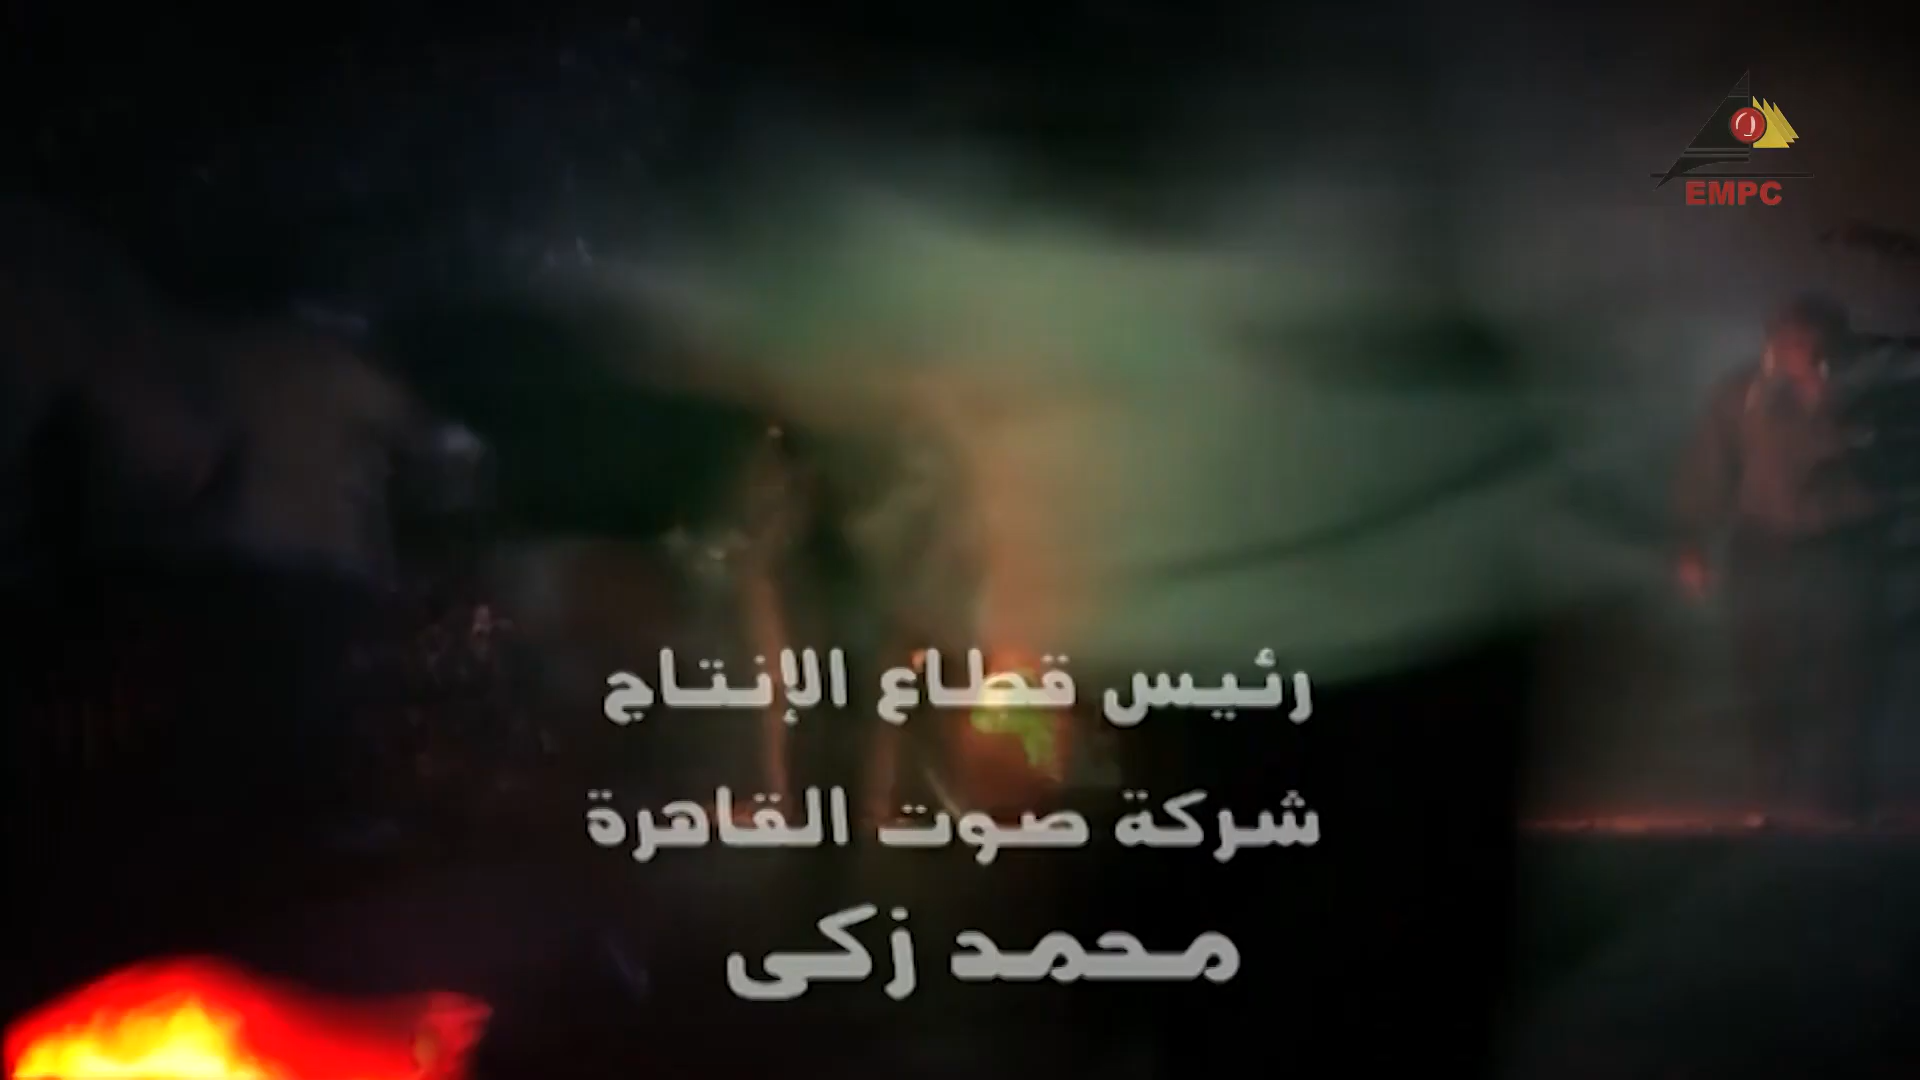 EMPC
رئيس قطاع الإنتاج
شركة صوت القاهرة
محمد زكى